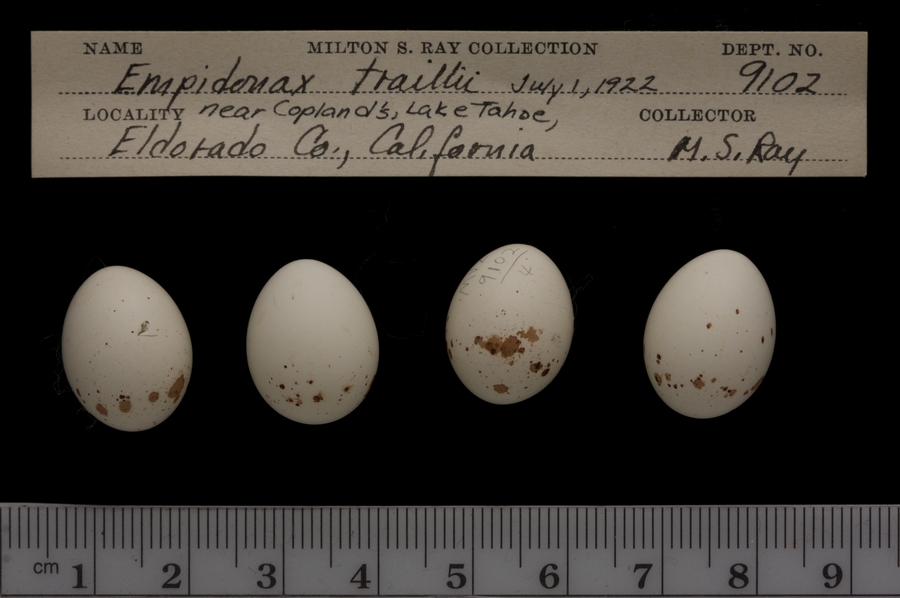 NAME MILTON S. RAY COLLECTION DEPT. NO.
Empidonax traillii July 1, 1922 9102
LOCALITY near Copland's, Lake Tahoe, COLLECTOR
Eldorado Co., California M. S. Ray
9102/4
cm 1 2 3 4 5 6 7 8 9